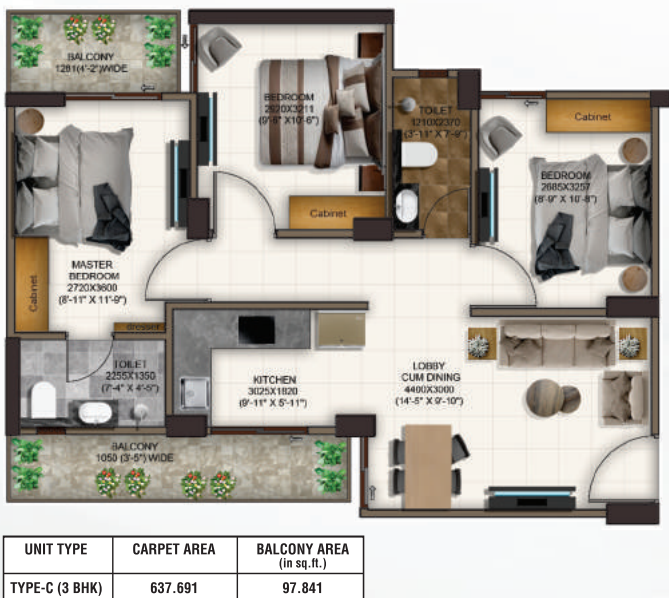 BALCONY
1281(4'-2")WIDE
BEDROOM
2920X3211
(9'-6" X10'-6")
TOILET
1210X2370
(3'-11" X 7'-9")
Cabinet
BEDROOM
2685X3257
(8'-9" X 10'-8")
Cabinet
MASTER
BEDROOM
2720X3600
(8'-11" X 11'-9")
Cabinet
dressing
TOILET
2255X1350
(7'-4" X 4'-5")
KITCHEN
3025X1820
(9'-11" X 5'-11")
LOBBY
CUM DINING
4400X3000
(14'-5" X 9'-10")
BALCONY
1050 (3'-5") WIDE
UNIT TYPE CARPET AREA BALCONY AREA
(in sq.ft.)
TYPE-C (3 BHK) 637.691 97.841